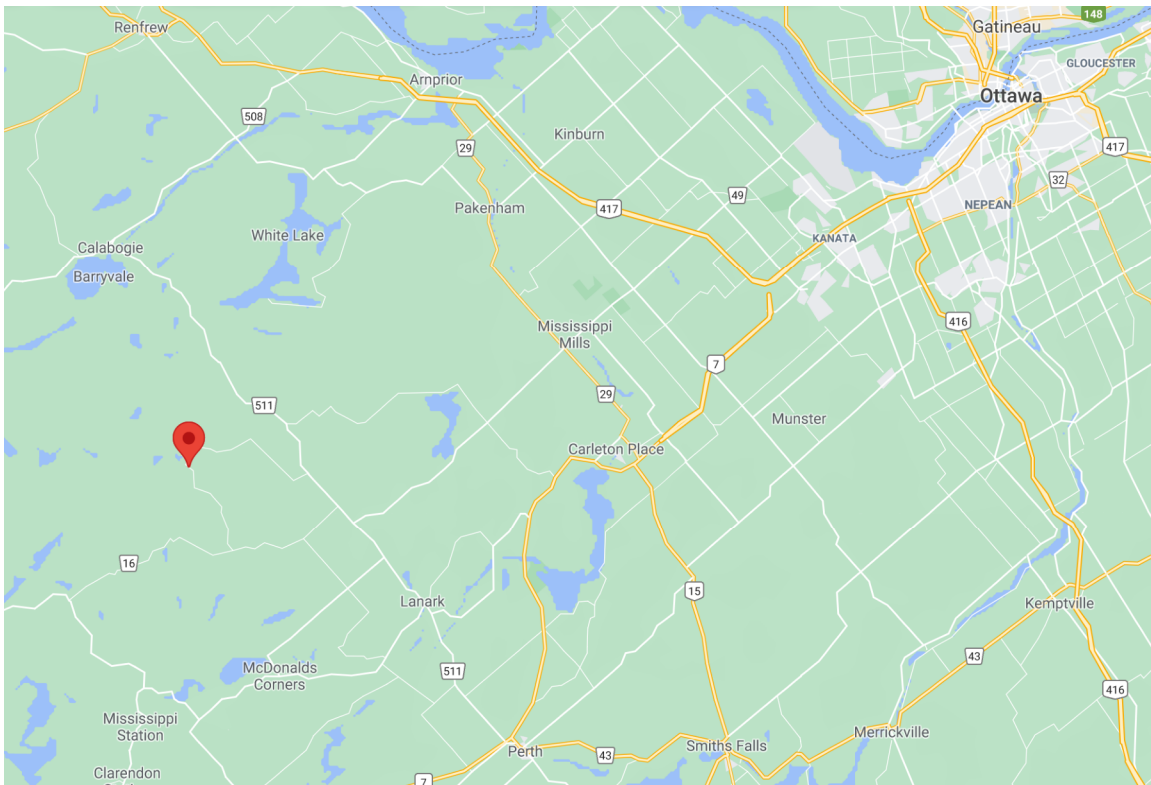 148
Renfrew
Gatineau
GLOUCESTER
Arnprior
Ottawa
508
Kinburn
29
417
32
49
Pakenham
417
NEPEAN
White Lake
KANATA
Calabogie
Barryvale
416
Mississippi
Mills
7
29
511
Munster
Carleton Place
16
15
Lanark
Kemptville
43
McDonalds
Corners
511
416
Mississippi
Station
Merrickville
Perth
43
Smiths Falls
Clarendon
7